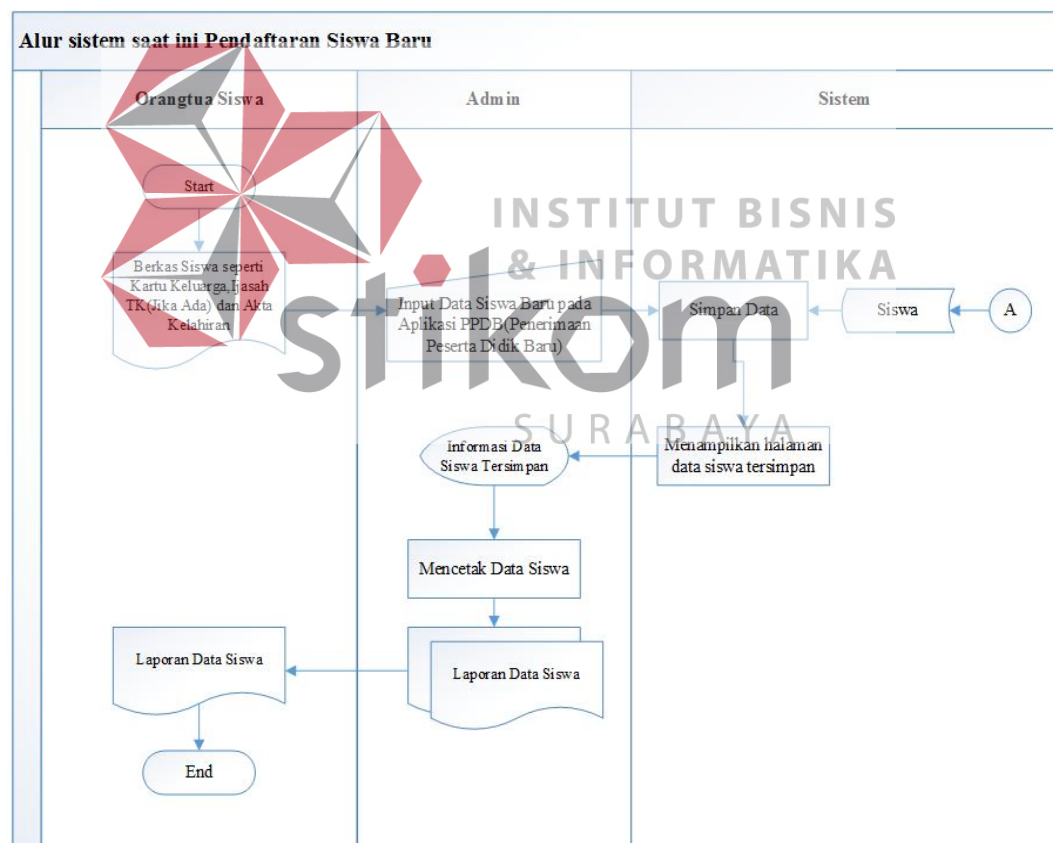 Alur sistem saat ini Pendaftaran Siswa Baru
Orangtua Siswa
Admin
Sistem
Start
INSTITUT BISNIS
& INFORMATIKA
stikom
SURABAYA
Berkas Siswa seperti
Kartu Keluarga,Ijasah
TK(Jika Ada) dan Akta
Kelahiran
Input Data Siswa Baru pada
Aplikasi PPDB(Penerimaan
Peserta Didik Baru)
Simpan Data
Siswa
A
Informasi Data
Siswa Tersimpan
Menampilkan halaman
data siswa tersimpan
Mencetak Data Siswa
Laporan Data Siswa
Laporan Data Siswa
End